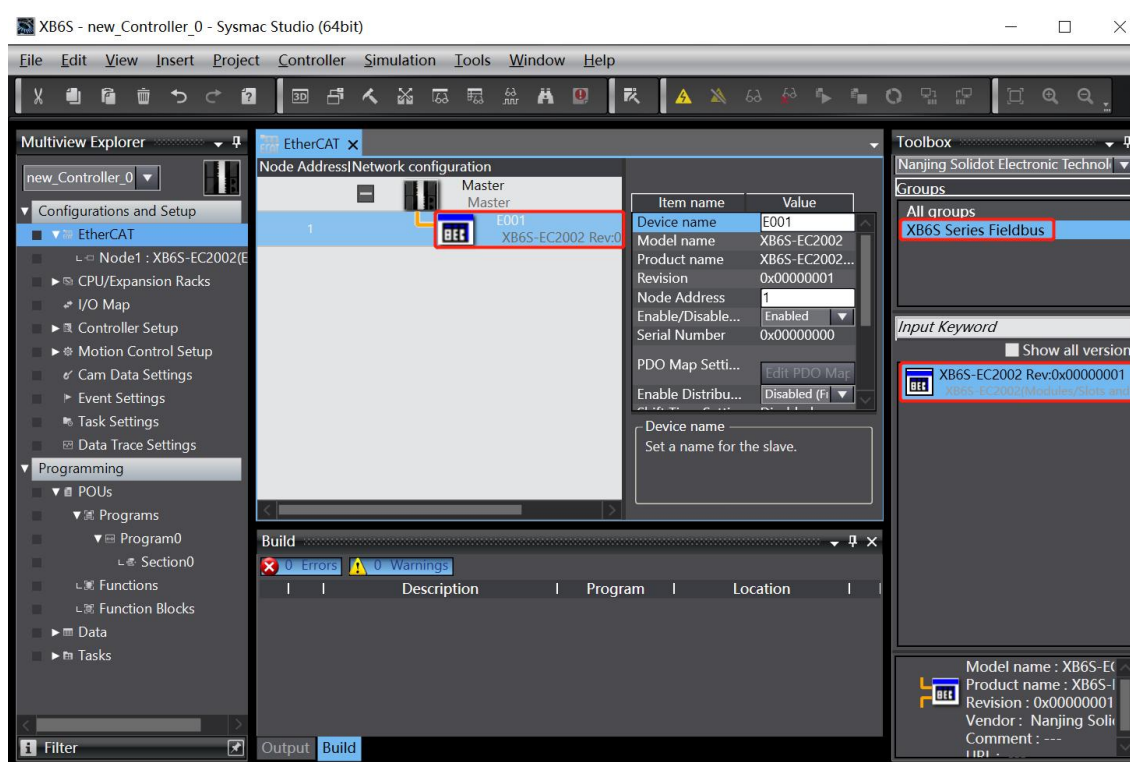 XB6S - new_Controller_0 - Sysmac Studio (64bit)
File Edit View Insert Project Controller Simulation Tools Window Help
Multiview Explorer
new_Controller_0
Configurations and Setup
EtherCAT
Node1 : XB6S-EC2002(E
CPU/Expansion Racks
I/O Map
Controller Setup
Motion Control Setup
Cam Data Settings
Event Settings
Task Settings
Data Trace Settings
Programming
POUs
Programs
Program0
Section0
Functions
Function Blocks
Data
Tasks
Filter
EtherCAT
Node Address|Network configuration
Master
Master
1
E001
XB6S-EC2002 Rev:0
Item name Value
Device name E001
Model name XB6S-EC2002
Product name XB6S-EC2002...
Revision 0x00000001
Node Address 1
Enable/Disable... Enabled
Serial Number 0x00000000
PDO Map Setti... Edit PDO Map
Enable Distribu... Disabled (Fr
Device name
Set a name for the slave.
Build
0 Errors 0 Warnings
Description Program Location
Output Build
Toolbox
Nanjing Solidot Electronic Technol
Groups
All groups
XB6S Series Fieldbus
Input Keyword
Show all version
XB6S-EC2002 Rev:0x00000001
XB6S-EC2002(Modules/Slots and
Model name : XB6S-E
Product name : XB6S-
Revision : 0x00000001
Vendor : Nanjing Soli
Comment : ---